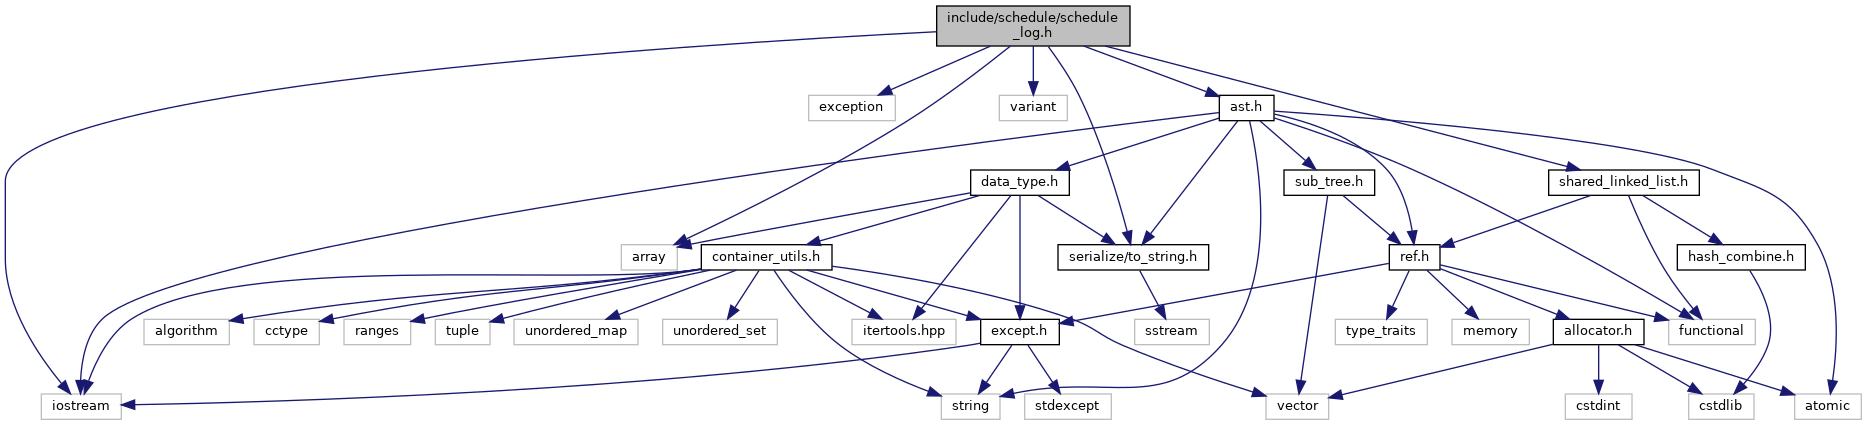 include/schedule/schedule
_log.h
exception
variant
ast.h
data_type.h
sub_tree.h
shared_linked_list.h
array
container_utils.h
serialize/to_string.h
ref.h
hash_combine.h
algorithm
cctype
ranges
tuple
unordered_map
unordered_set
itertools.hpp
except.h
sstream
type_traits
memory
allocator.h
functional
iostream
string
stdexcept
vector
cstdint
cstdlib
atomic